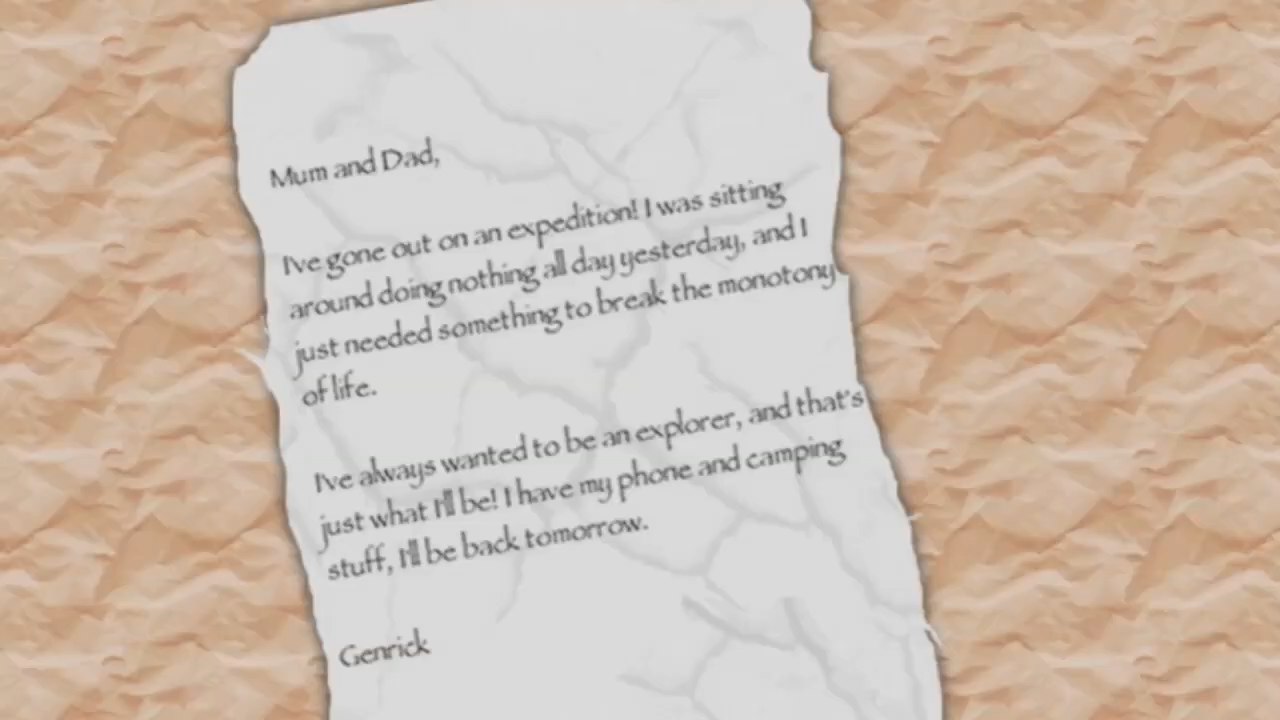 Mum and Dad,
I've gone out on an expedition! I was sitting
around doing nothing all day yesterday, and I
just needed something to break the monotony
of life.
I've always wanted to be an explorer, and that's
just what I'll be! I have my phone and camping
stuff, I'll be back tomorrow.
Genrick